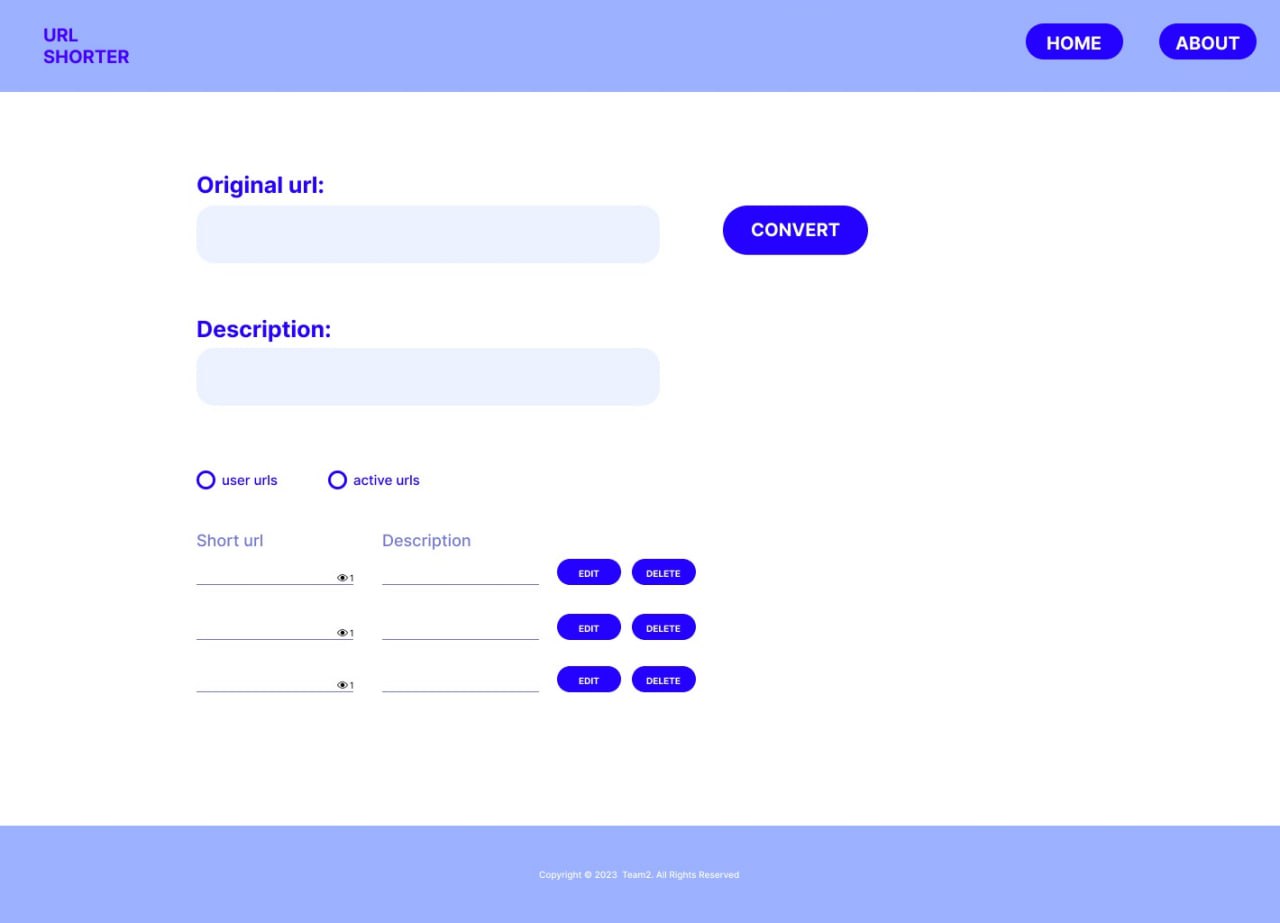 URL
SHORTER
HOME
ABOUT
Original url:
CONVERT
Description:
user urls
active urls
Short url
Description
1
EDIT
DELETE
1
EDIT
DELETE
1
EDIT
DELETE
Copyright © 2023. Team2. All Rights Reserved